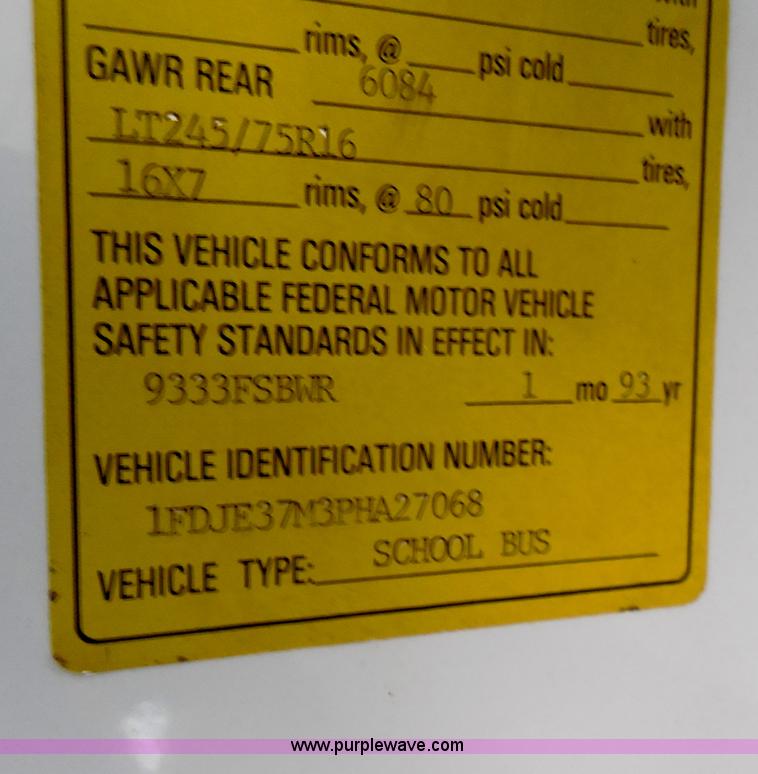 with
tires,
rims, @ psi cold
GAWR REAR 6084 with
LT245/75R16 tires,
16X7 rims, @ 80 psi cold
THIS VEHICLE CONFORMS TO ALL
APPLICABLE FEDERAL MOTOR VEHICLE
SAFETY STANDARDS IN EFFECT IN:
9333FSBWR 1 mo 93 yr
VEHICLE IDENTIFICATION NUMBER:
1FDJE37M3PHA27068
VEHICLE TYPE: SCHOOL BUS
www.purplewave.com